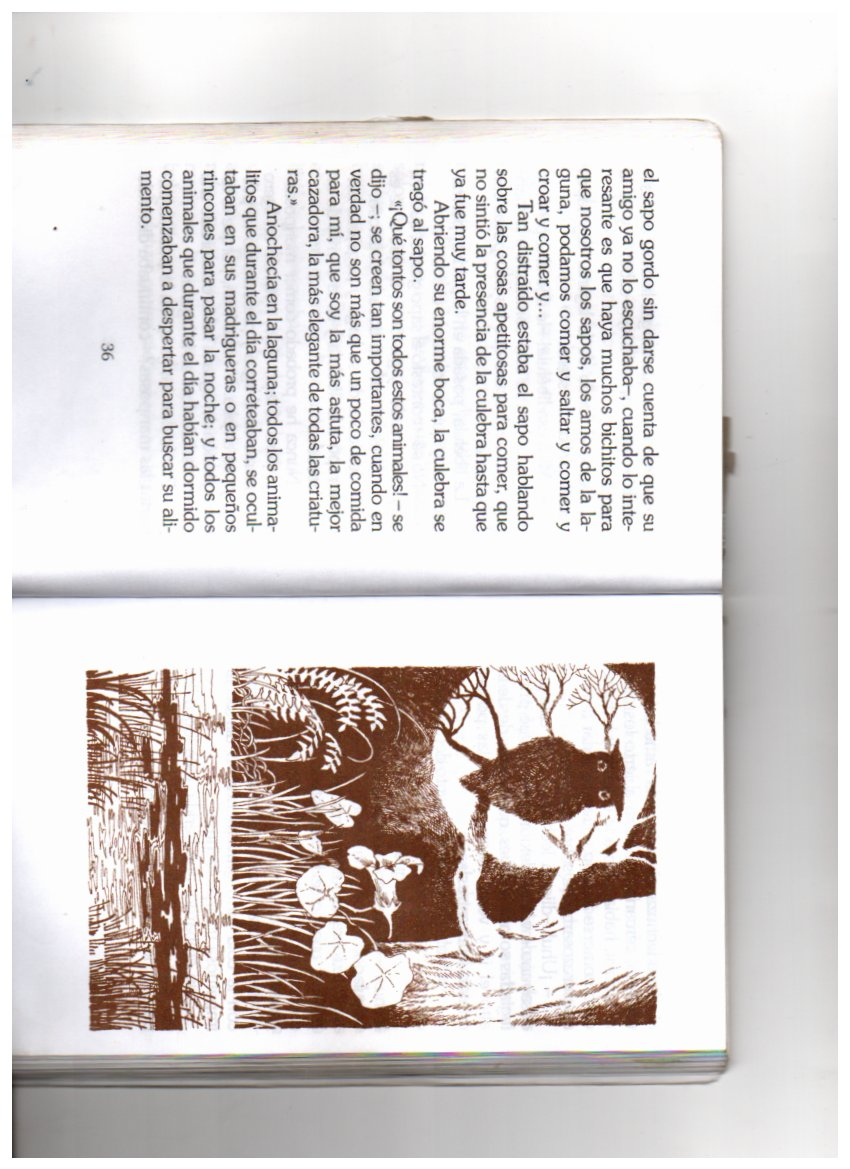 el sapo gordo sin darse cuenta de que su
amigo ya no lo escuchaba–, cuando lo inte-
resante es que haya muchos bichitos para
que nosotros los sapos, los amos de la la-
guna, podamos comer y saltar y comer y
croar y comer y...
Tan distraído estaba el sapo hablando
sobre las cosas apetitosas para comer, que
no sintió la presencia de la culebra hasta que
ya fue muy tarde.
Abriendo su enorme boca, la culebra se
tragó al sapo.
«¡Qué tontos son todos estos animales! – se
dijo –; se creen tan importantes, cuando en
verdad no son más que un poco de comida
para mí, que soy la más astuta, la mejor
cazadora, la más elegante de todas las criatu-
ras.»
Anochecía en la laguna; todos los anima-
litos que durante el día correteaban, se ocul-
taban en sus madrigueras o en pequeños
rincones para pasar la noche; y todos los
animales que durante el día habían dormido
comenzaban a despertar para buscar su ali-
mento.
36